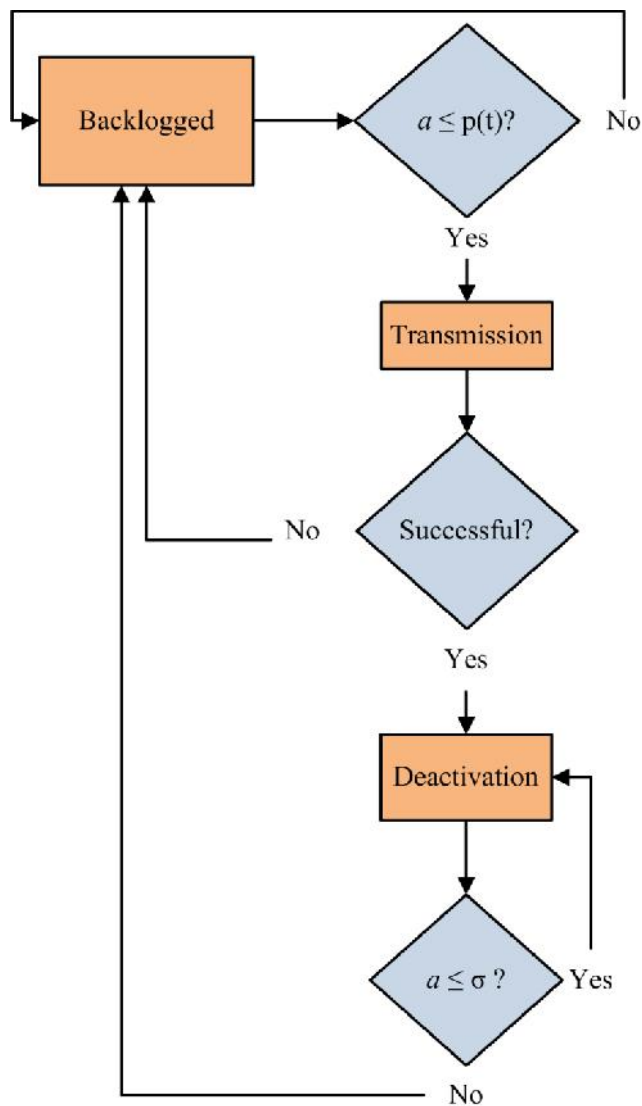 Backlogged
a ≤ p(t)?
No
Yes
Transmission
Successful?
No
Yes
Deactivation
a ≤ σ ?
Yes
No